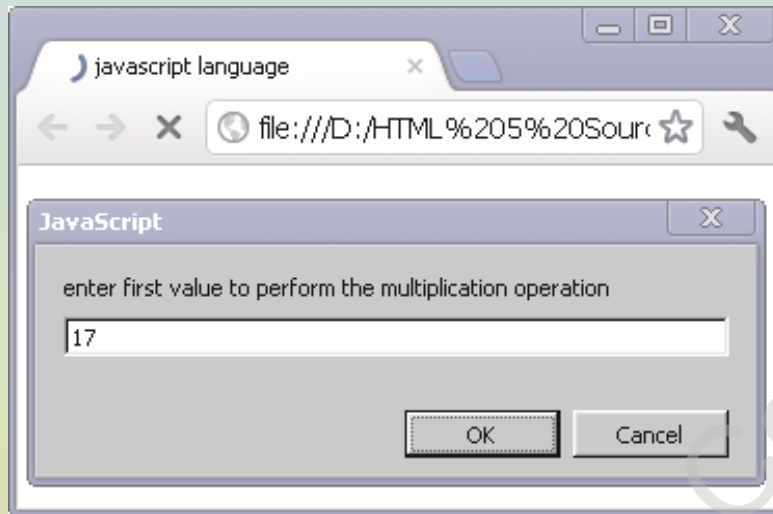 javascript language
file:///D:/HTML%205%20Sour
JavaScript
enter first value to perform the multiplication operation
17
OK Cancel